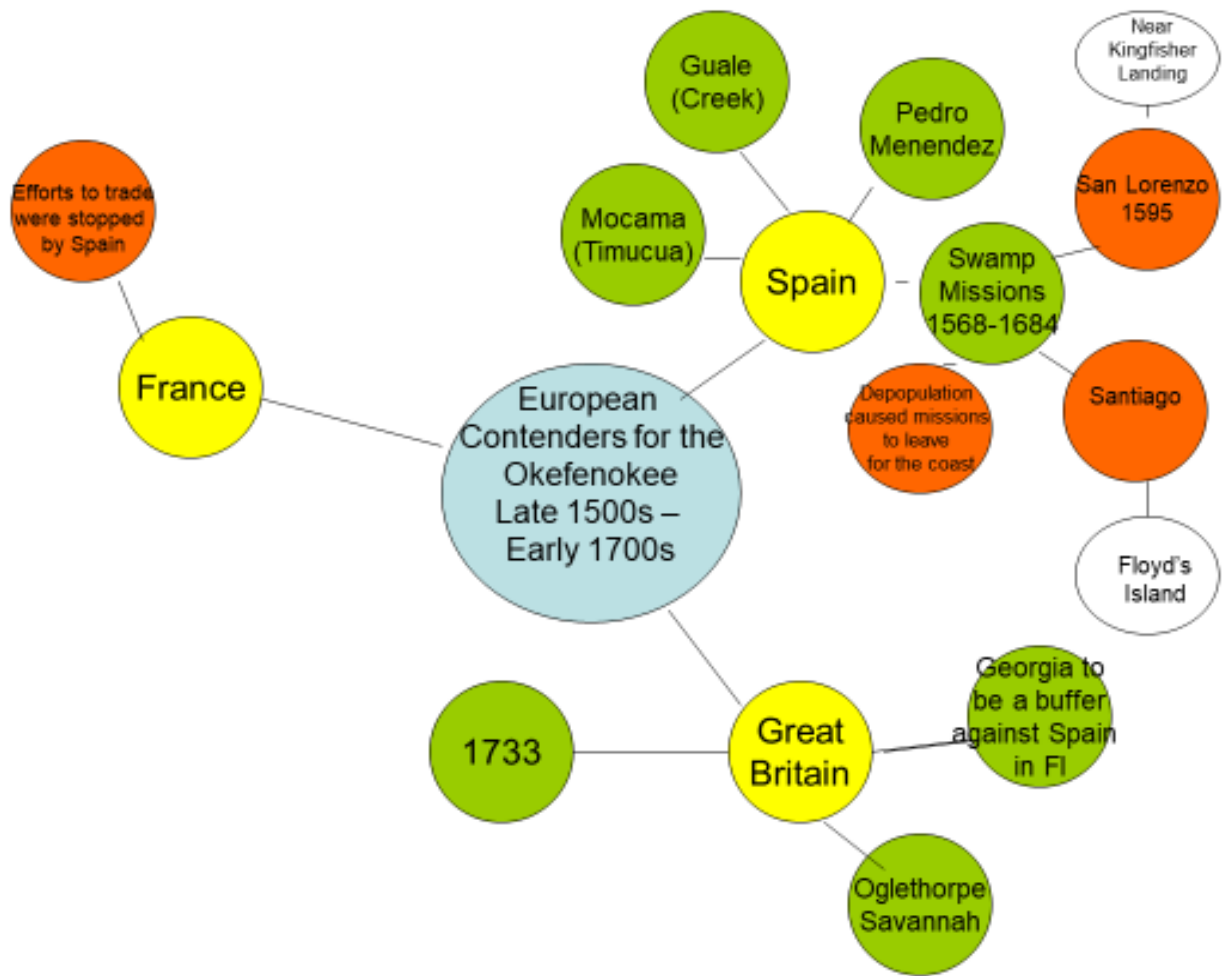 Near
Kingfisher
Landing
Guale
(Creek)
Pedro
Menendez
Efforts to trade
were stopped
by Spain
San Lorenzo
1595
Mocama
(Timucua)
Spain
Swamp
Missions
1568-1684
France
European
Contenders for the
Okefenokee
Late 1500s –
Early 1700s
Depopulation
caused missions
to leave
for the coast
Santiago
Floyd's
Island
1733
Great
Britain
Georgia to
be a buffer
against Spain
in Fl
Oglethorpe
Savannah